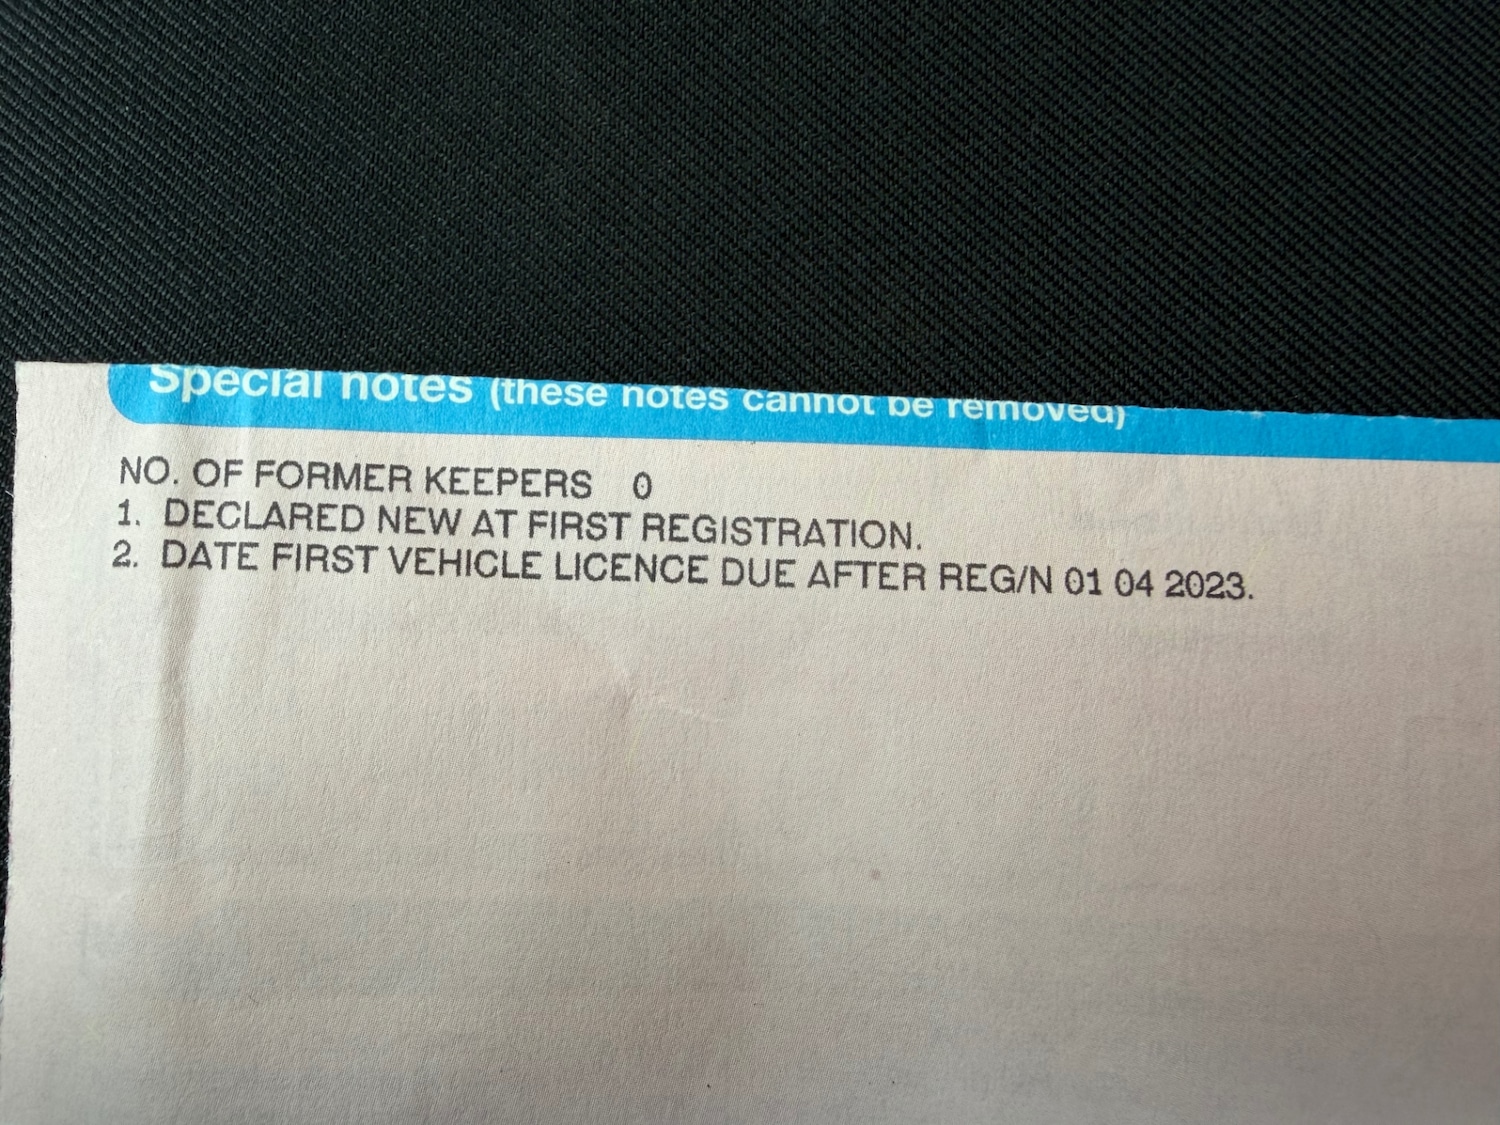 Special notes (these notes cannot be removed)
NO. OF FORMER KEEPERS 0
1. DECLARED NEW AT FIRST REGISTRATION.
2. DATE FIRST VEHICLE LICENCE DUE AFTER REG/N 01 04 2023.